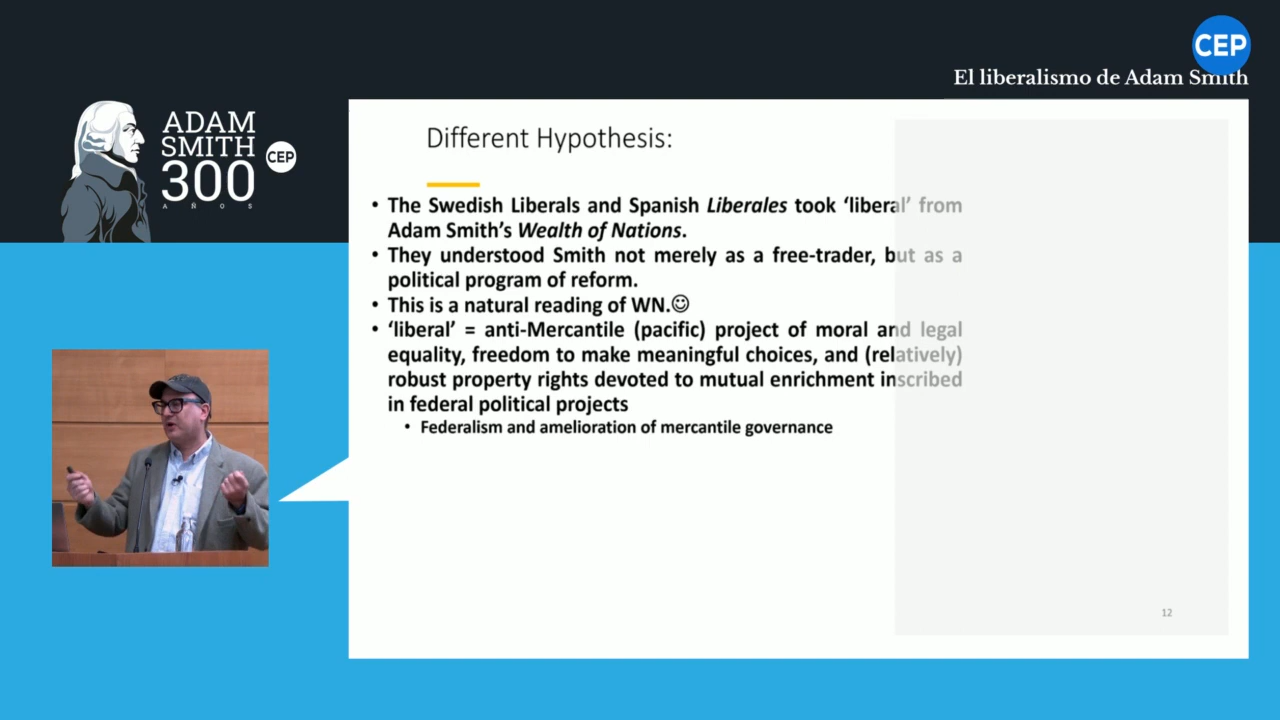 CEP
El liberalismo de Adam Smith
ADAM
SMITH
300
AÑOS
CEP
Different Hypothesis:
• The Swedish Liberals and Spanish Liberales took ‘liberal’ from
Adam Smith’s Wealth of Nations.
• They understood Smith not merely as a free-trader, but as a
political program of reform.
• This is a natural reading of WN.☺
• ‘liberal’ = anti-Mercantile (pacific) project of moral and legal
equality, freedom to make meaningful choices, and (relatively)
robust property rights devoted to mutual enrichment inscribed
in federal political projects
• Federalism and amelioration of mercantile governance
12